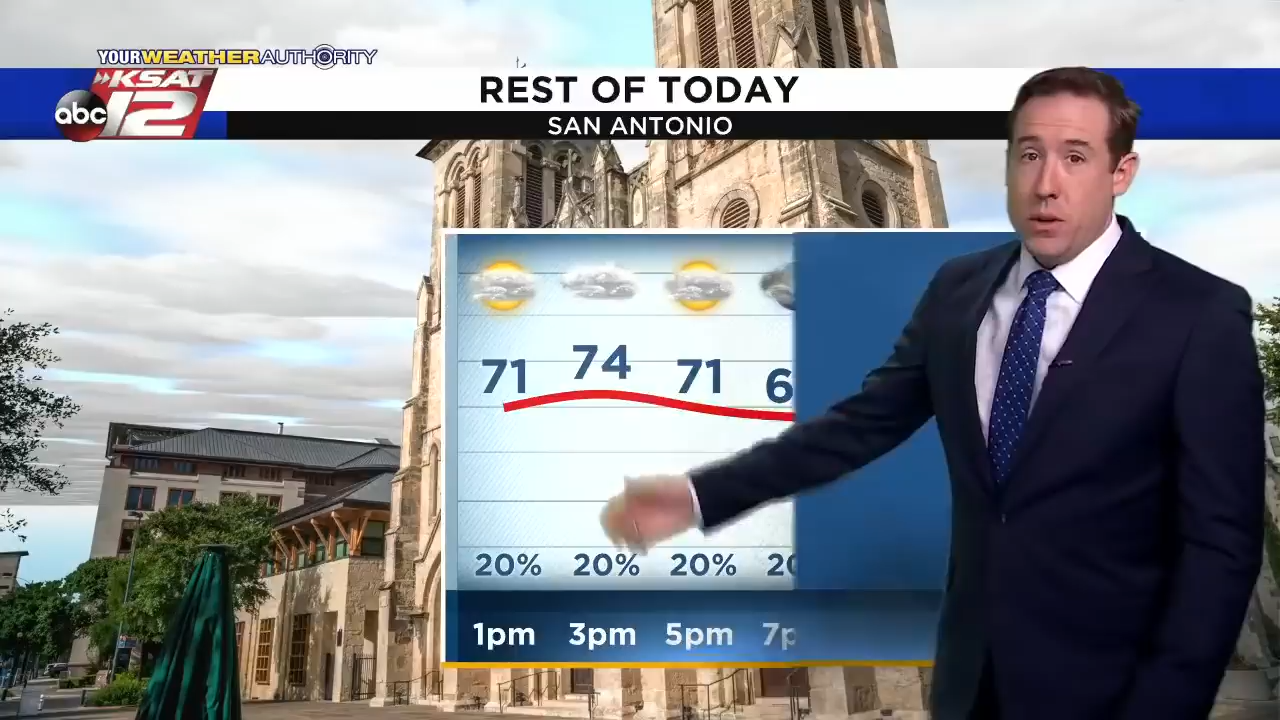 YOUR WEATHER AUTHORITY
KSAT
abc 12
REST OF TODAY
SAN ANTONIO
71 74 71
20% 20% 20%
1pm 3pm 5pm